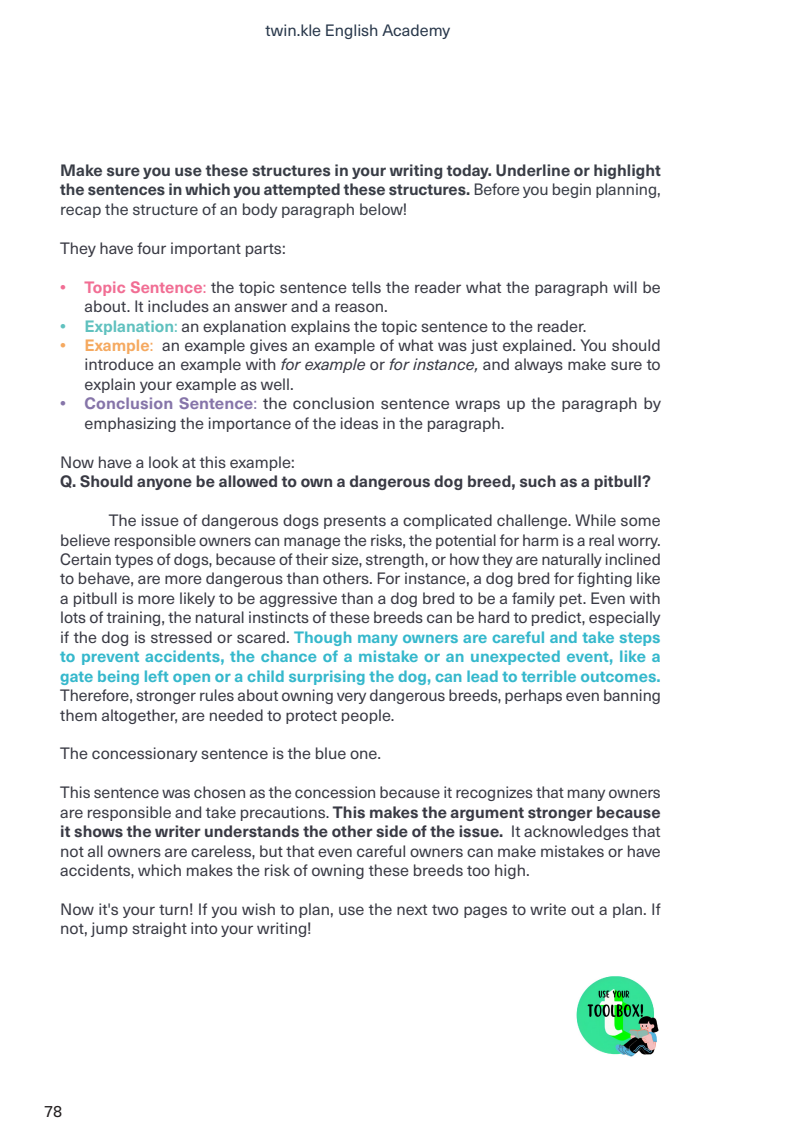 twin.kle English Academy
Make sure you use these structures in your writing today. Underline or highlight
the sentences in which you attempted these structures. Before you begin planning,
recap the structure of an body paragraph below!
They have four important parts:
• Topic Sentence: the topic sentence tells the reader what the paragraph will be
about. It includes an answer and a reason.
• Explanation: an explanation explains the topic sentence to the reader.
• Example: an example gives an example of what was just explained. You should
introduce an example with for example or for instance, and always make sure to
explain your example as well.
• Conclusion Sentence: the conclusion sentence wraps up the paragraph by
emphasizing the importance of the ideas in the paragraph.
Now have a look at this example:
Q. Should anyone be allowed to own a dangerous dog breed, such as a pitbull?
The issue of dangerous dogs presents a complicated challenge. While some
believe responsible owners can manage the risks, the potential for harm is a real worry.
Certain types of dogs, because of their size, strength, or how they are naturally inclined
to behave, are more dangerous than others. For instance, a dog bred for fighting like
a pitbull is more likely to be aggressive than a dog bred to be a family pet. Even with
lots of training, the natural instincts of these breeds can be hard to predict, especially
if the dog is stressed or scared. Though many owners are careful and take steps
to prevent accidents, the chance of a mistake or an unexpected event, like a
gate being left open or a child surprising the dog, can lead to terrible outcomes.
Therefore, stronger rules about owning very dangerous breeds, perhaps even banning
them altogether, are needed to protect people.
The concessionary sentence is the blue one.
This sentence was chosen as the concession because it recognizes that many owners
are responsible and take precautions. This makes the argument stronger because
it shows the writer understands the other side of the issue. It acknowledges that
not all owners are careless, but that even careful owners can make mistakes or have
accidents, which makes the risk of owning these breeds too high.
Now it's your turn! If you wish to plan, use the next two pages to write out a plan. If
not, jump straight into your writing!
USE YOUR
TOOLBOX!
t
78